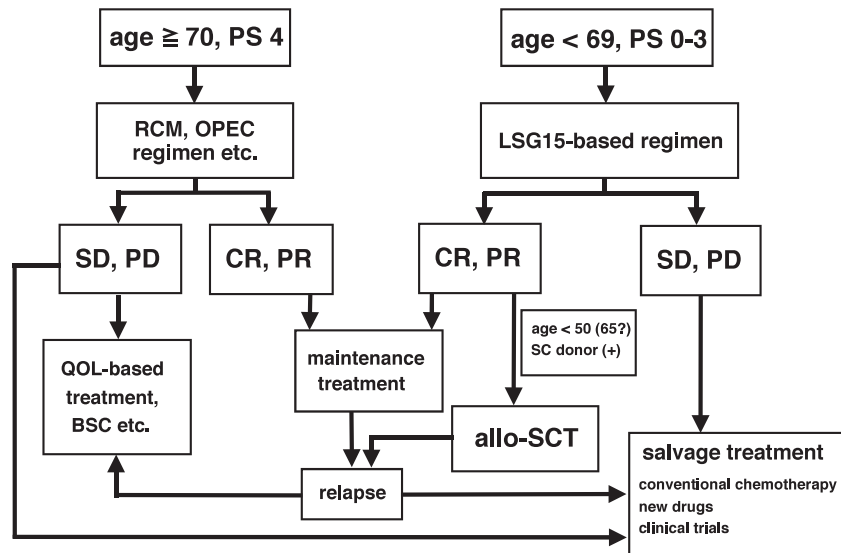 age ≧ 70, PS 4
age < 69, PS 0-3
RCM, OPEC
regimen etc.
LSG15-based regimen
SD, PD
CR, PR
CR, PR
SD, PD
age < 50 (65?)
SC donor (+)
QOL-based
treatment,
BSC etc.
maintenance
treatment
allo-SCT
relapse
salvage treatment
conventional chemotherapy
new drugs
clinical trials